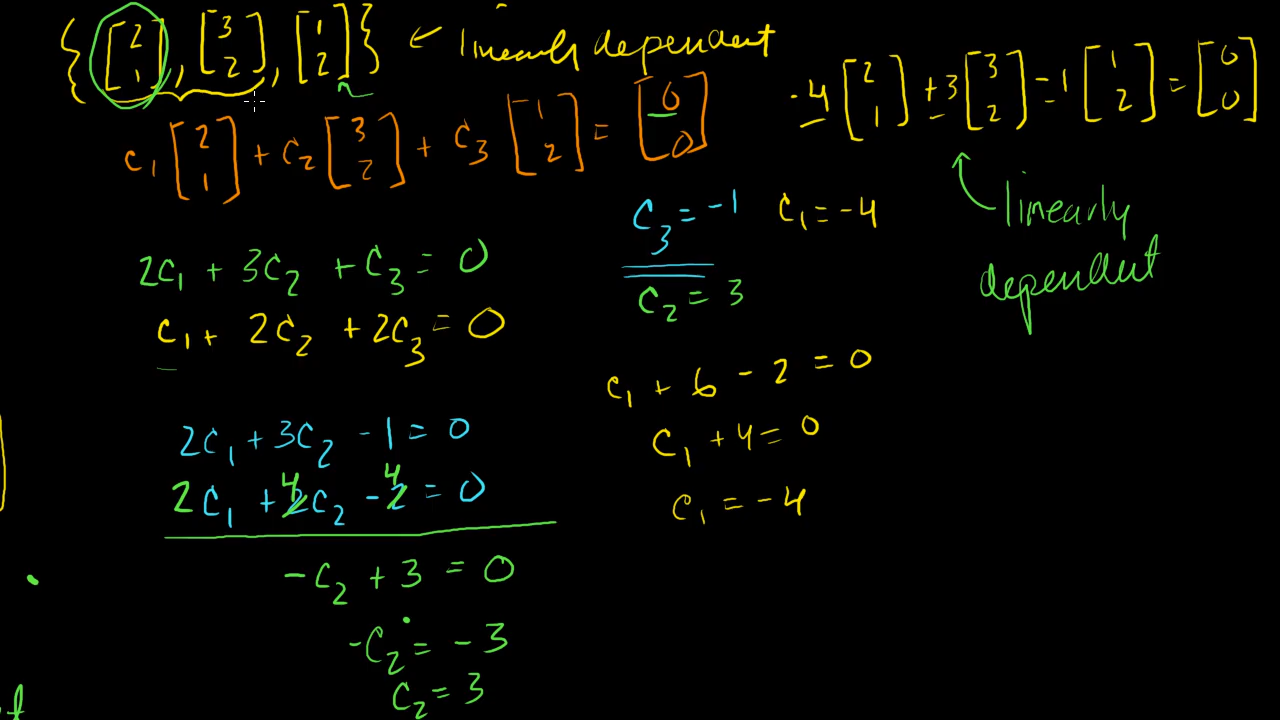 {[2 1], [3 2], [1 2]} ← linearly dependent
-4 [2 1] + 3 [3 2] - 1 [1 2] = [0 0]
c₁ [2 1] + c₂ [3 2] + c₃ [1 2] = [0 0]
linearly
dependent
c₃ = -1 c₁ = -4
c₂ = 3
2c₁ + 3c₂ + c₃ = 0
c₁ + 2c₂ + 2c₃ = 0
c₁ + 6 - 2 = 0
c₁ + 4 = 0
c₁ = -4
2c₁ + 3c₂ - 1 = 0
2c₁ + 4c₂ - 4 = 0
-c₂ + 3 = 0
-c₂ = -3
c₂ = 3